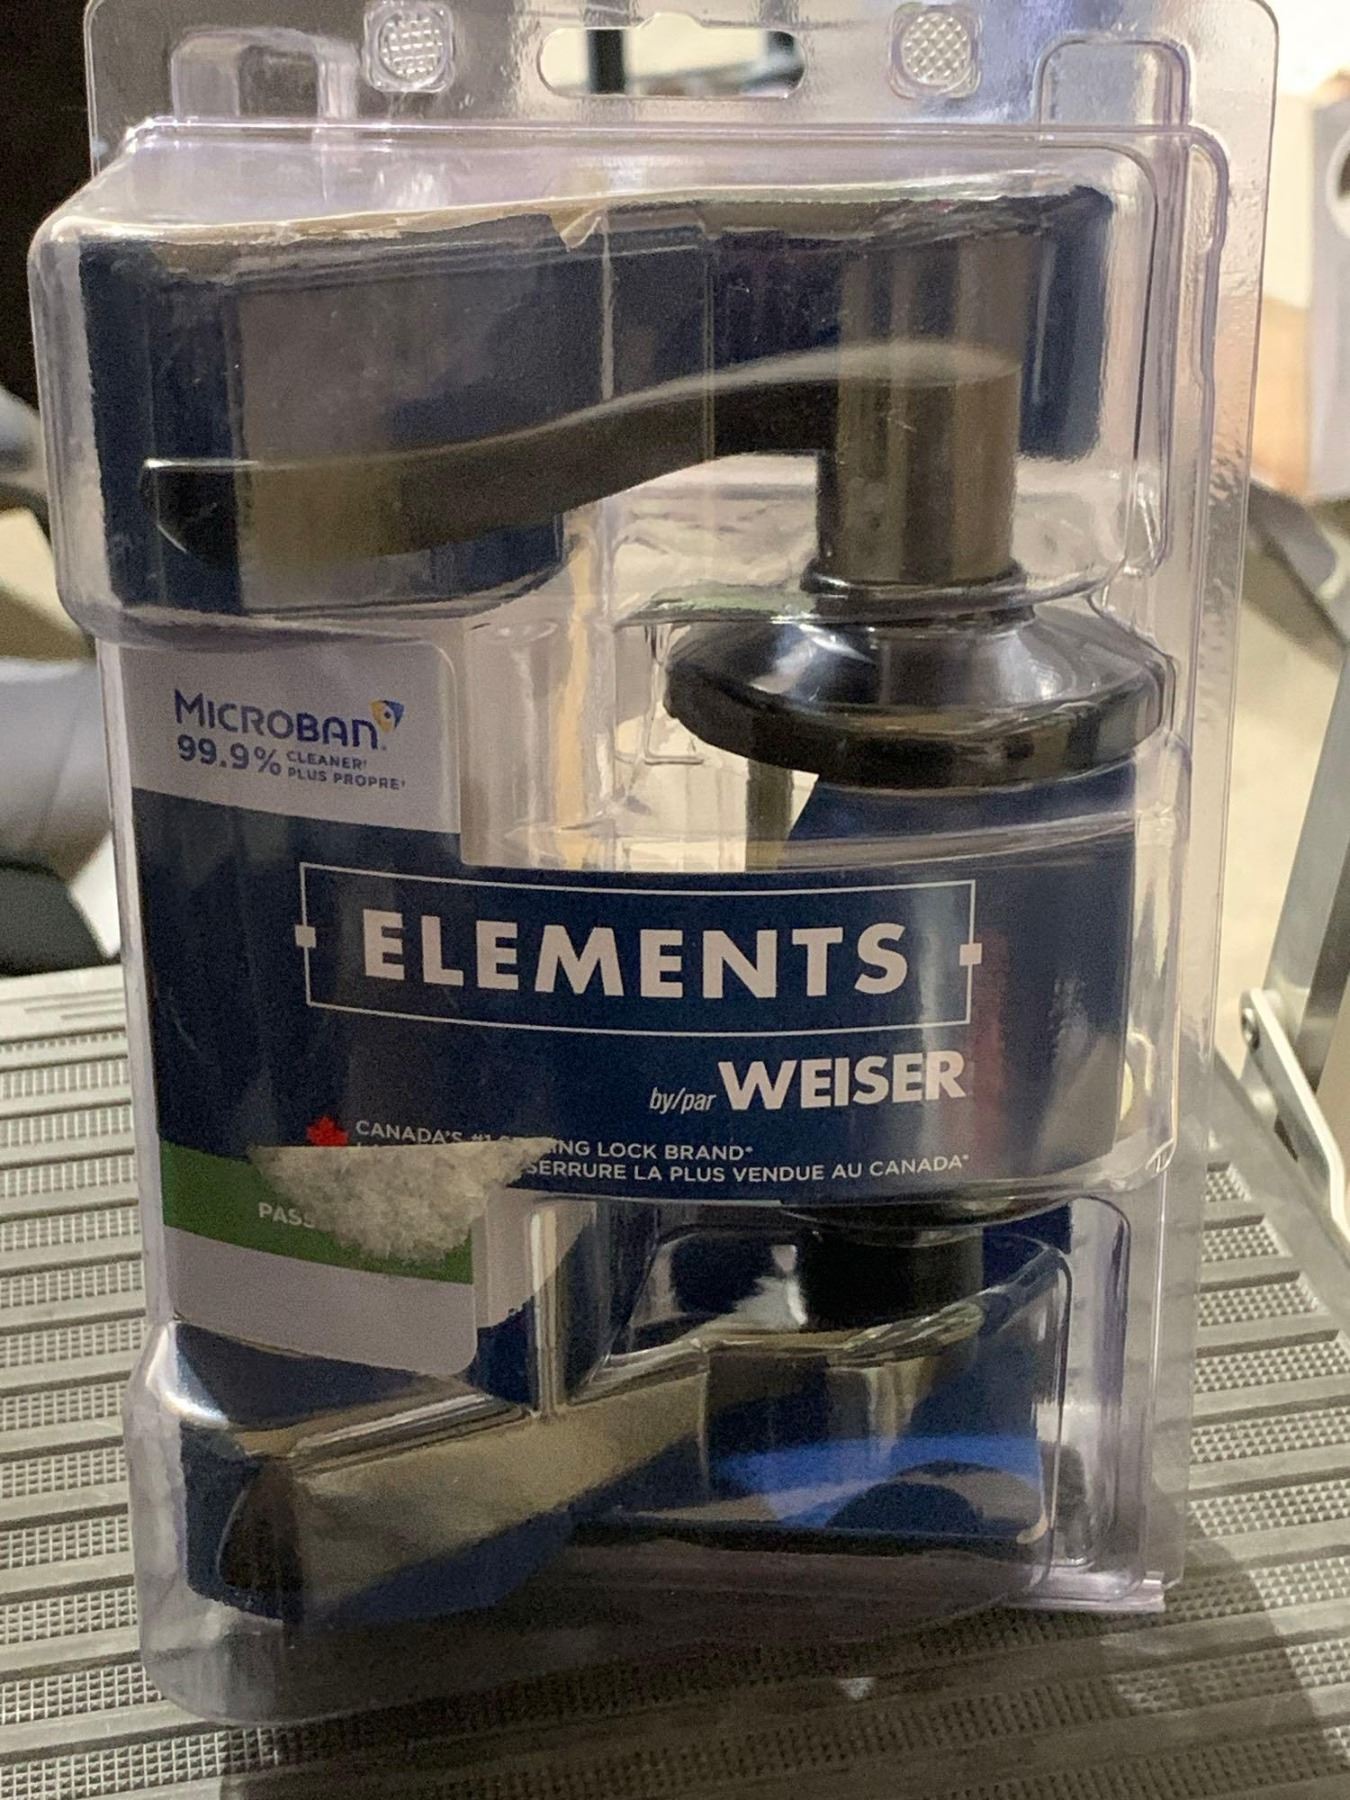 MICROBAN
99.9% CLEANER†
PLUS PROPRE†
ELEMENTS
by/par WEISER
CANADA'S LOCK BRAND*
SERRURE LA PLUS VENDUE AU CANADA*